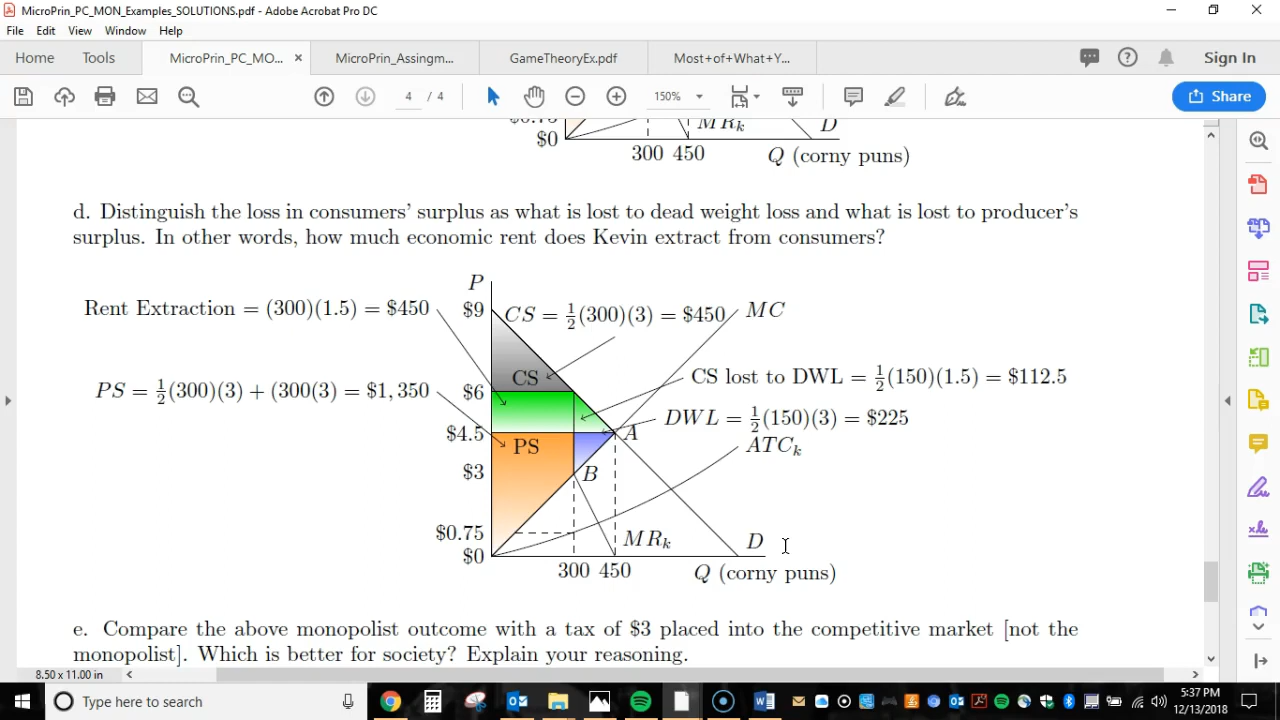 MicroPrin_PC_MON_Examples_SOLUTIONS.pdf - Adobe Acrobat Pro DC
File Edit View Window Help
Home Tools MicroPrin_PC_MO... × MicroPrin_Assingm... GameTheoryEx.pdf Most+of+What+Y... Sign In
4 / 4 150% Share
MRk D
$0
300 450 Q (corny puns)
d. Distinguish the loss in consumers' surplus as what is lost to dead weight loss and what is lost to producer's
surplus. In other words, how much economic rent does Kevin extract from consumers?
P
Rent Extraction = (300)(1.5) = $450 $9 CS = 1/2(300)(3) = $450 MC
PS = 1/2(300)(3) + (300(3) = $1,350 $6 CS CS lost to DWL = 1/2(150)(1.5) = $112.5
DWL = 1/2(150)(3) = $225
$4.5 PS A ATCk
$3 B
$0.75 MRk D
$0
300 450 Q (corny puns)
e. Compare the above monopolist outcome with a tax of $3 placed into the competitive market [not the
monopolist]. Which is better for society? Explain your reasoning.
8.50 x 11.00 in
Type here to search 5:37 PM
12/13/2018